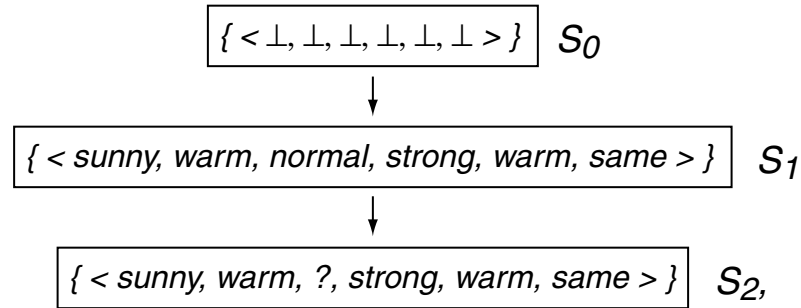 { < ⊥, ⊥, ⊥, ⊥, ⊥, ⊥ > } S0
{ < sunny, warm, normal, strong, warm, same > } S1
{ < sunny, warm, ?, strong, warm, same > } S2,